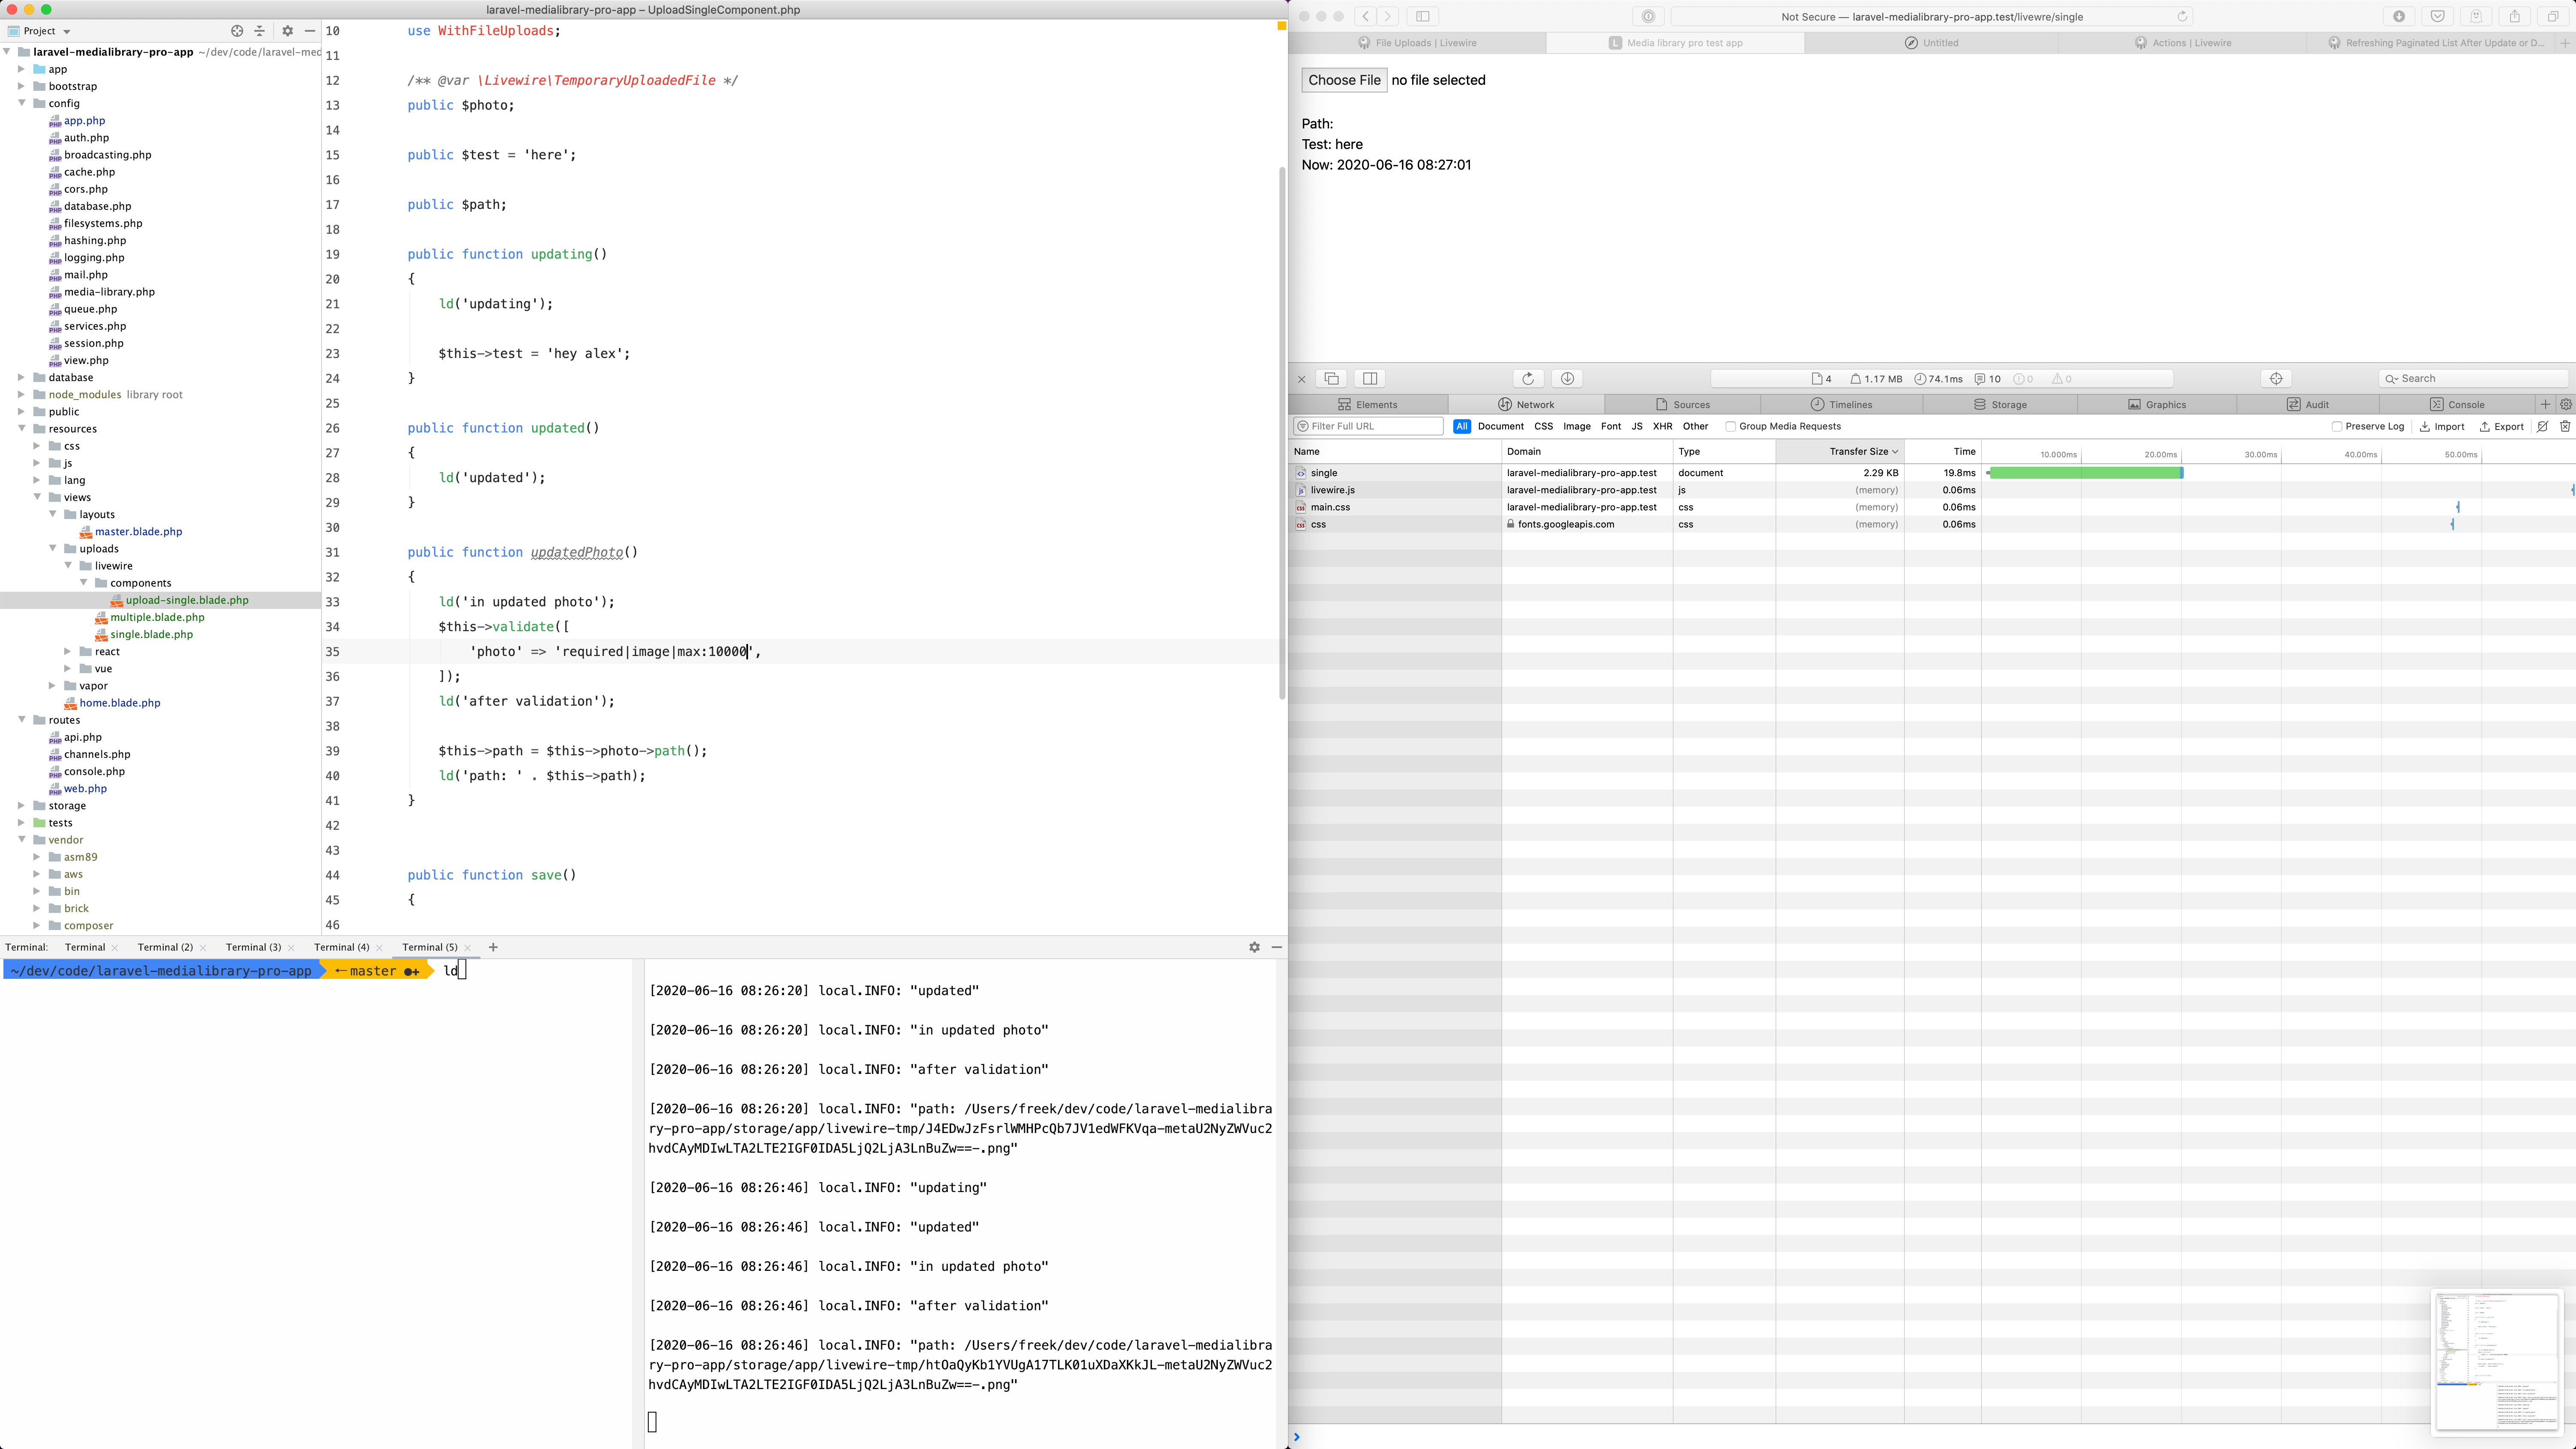 laravel-medialibrary-pro-app – UploadSingleComponent.php
Project
laravel-medialibrary-pro-app ~/dev/code/laravel-med
app
bootstrap
config
app.php
auth.php
broadcasting.php
cache.php
cors.php
database.php
filesystems.php
hashing.php
logging.php
mail.php
media-library.php
queue.php
services.php
session.php
view.php
database
node_modules library root
public
resources
css
js
lang
views
layouts
master.blade.php
uploads
livewire
components
upload-single.blade.php
multiple.blade.php
single.blade.php
react
vue
vapor
home.blade.php
routes
api.php
channels.php
console.php
web.php
storage
tests
vendor
asm89
aws
bin
brick
composer
10 use WithFileUploads;
11
12 /** @var \Livewire\TemporaryUploadedFile */
13 public $photo;
14
15 public $test = 'here';
16
17 public $path;
18
19 public function updating()
20 {
21 ld('updating');
22
23 $this->test = 'hey alex';
24 }
25
26 public function updated()
27 {
28 ld('updated');
29 }
30
31 public function updatedPhoto()
32 {
33 ld('in updated photo');
34 $this->validate([
35 'photo' => 'required|image|max:10000',
36 ]);
37 ld('after validation');
38
39 $this->path = $this->photo->path();
40 ld('path: ' . $this->path);
41 }
42
43
44 public function save()
45 {
46
Terminal: Terminal Terminal (2) Terminal (3) Terminal (4) Terminal (5)
~/dev/code/laravel-medialibrary-pro-app ←master ●+ ld
[2020-06-16 08:26:20] local.INFO: "updated"
[2020-06-16 08:26:20] local.INFO: "in updated photo"
[2020-06-16 08:26:20] local.INFO: "after validation"
[2020-06-16 08:26:20] local.INFO: "path: /Users/freek/dev/code/laravel-medialibra
ry-pro-app/storage/app/livewire-tmp/J4EDwJzFsrlWMHPcQb7JV1edWFKVqa-metaU2NyZWVuc2
hvdCAyMDIwLTA2LTE2IGF0IDA5LjQ2LjA3LnBuZw==-.png"
[2020-06-16 08:26:46] local.INFO: "updating"
[2020-06-16 08:26:46] local.INFO: "updated"
[2020-06-16 08:26:46] local.INFO: "in updated photo"
[2020-06-16 08:26:46] local.INFO: "after validation"
[2020-06-16 08:26:46] local.INFO: "path: /Users/freek/dev/code/laravel-medialibra
ry-pro-app/storage/app/livewire-tmp/htOaQyKb1YVUgA17TLK01uXDaXKkJL-metaU2NyZWVuc2
hvdCAyMDIwLTA2LTE2IGF0IDA5LjQ2LjA3LnBuZw==-.png"
Not Secure — laravel-medialibrary-pro-app.test/livewre/single
File Uploads | Livewire
L Media library pro test app
Untitled
Actions | Livewire
Refreshing Paginated List After Update or D...
Choose File no file selected
Path:
Test: here
Now: 2020-06-16 08:27:01
4 1.17 MB 74.1ms 10 0 0
Search
Elements Network Sources Timelines Storage Graphics Audit Console
Filter Full URL All Document CSS Image Font JS XHR Other Group Media Requests Preserve Log Import Export
Name Domain Type Transfer Size Time 10.000ms 20.00ms 30.00ms 40.00ms 50.00ms
single laravel-medialibrary-pro-app.test document 2.29 KB 19.8ms
livewire.js laravel-medialibrary-pro-app.test js (memory) 0.06ms
main.css laravel-medialibrary-pro-app.test css (memory) 0.06ms
css fonts.googleapis.com css (memory) 0.06ms